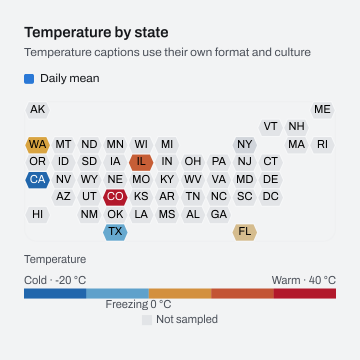 Temperature by state
Temperature captions use their own format and culture
Daily mean
AK ME
VT NH
WA MT ND MN WI MI NY MA RI
OR ID SD IA IL IN OH PA NJ CT
CA NV WY NE MO KY WV VA MD DE
AZ UT CO KS AR TN NC SC DC
HI NM OK LA MS AL GA
TX FL
Temperature
Cold · -20 °C Warm · 40 °C
Freezing 0 °C
Not sampled